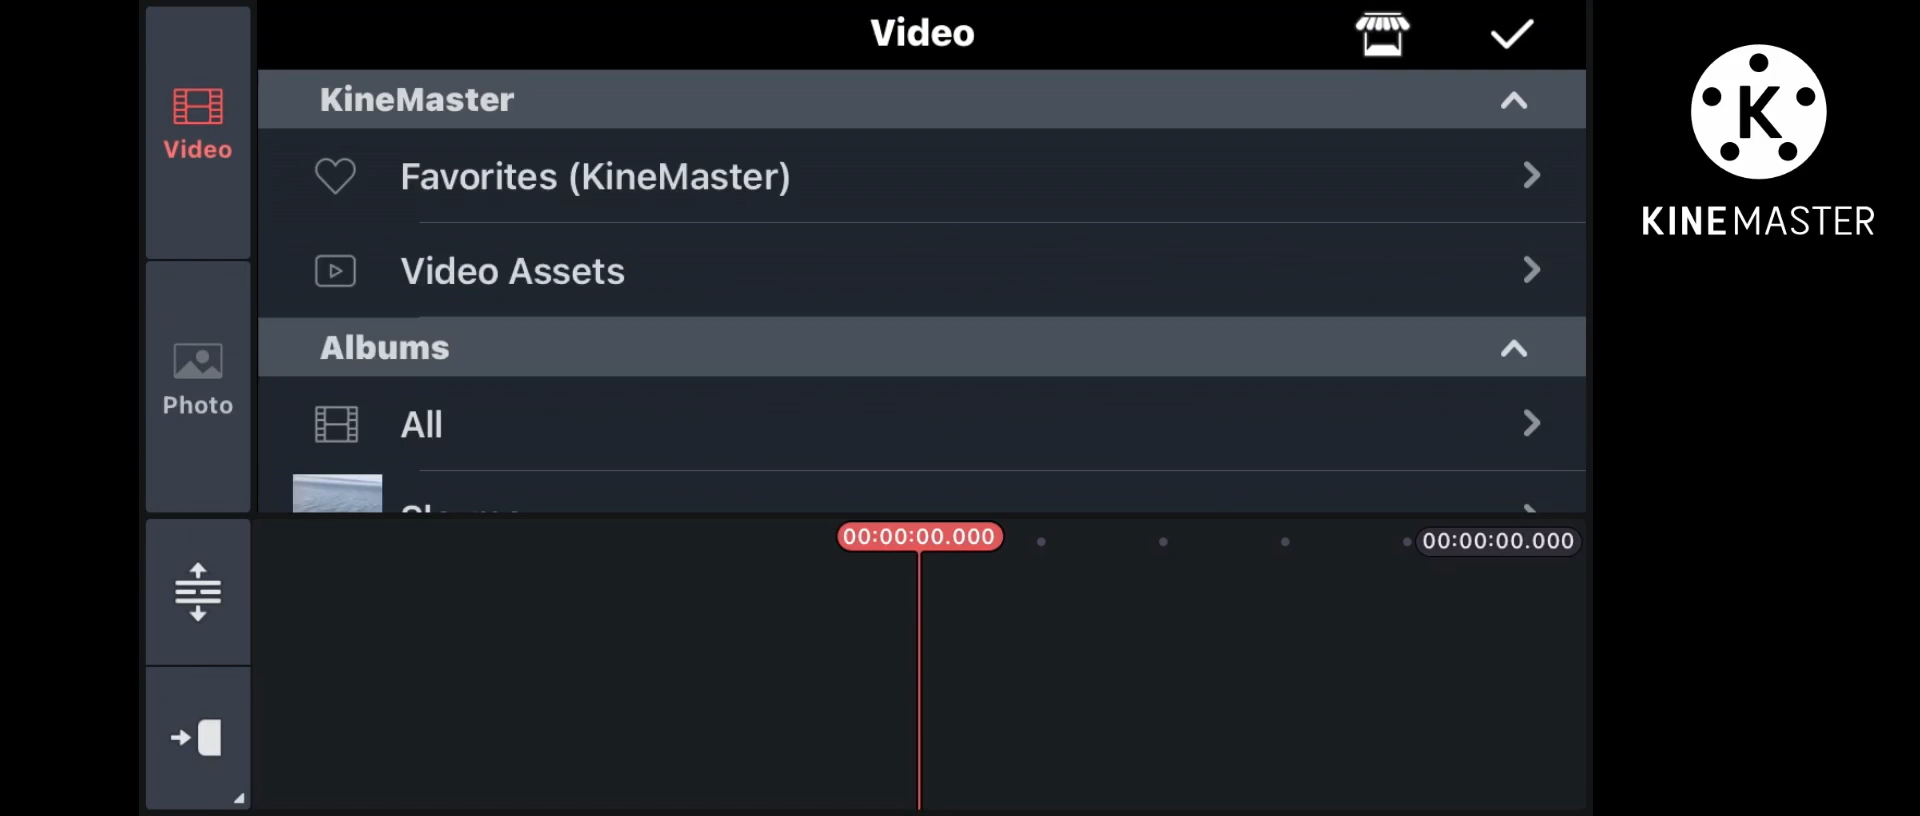 Video
Video
KineMaster
Favorites (KineMaster)
Video Assets
Photo
Albums
All
00:00:00.000
00:00:00.000
K
KINEMASTER